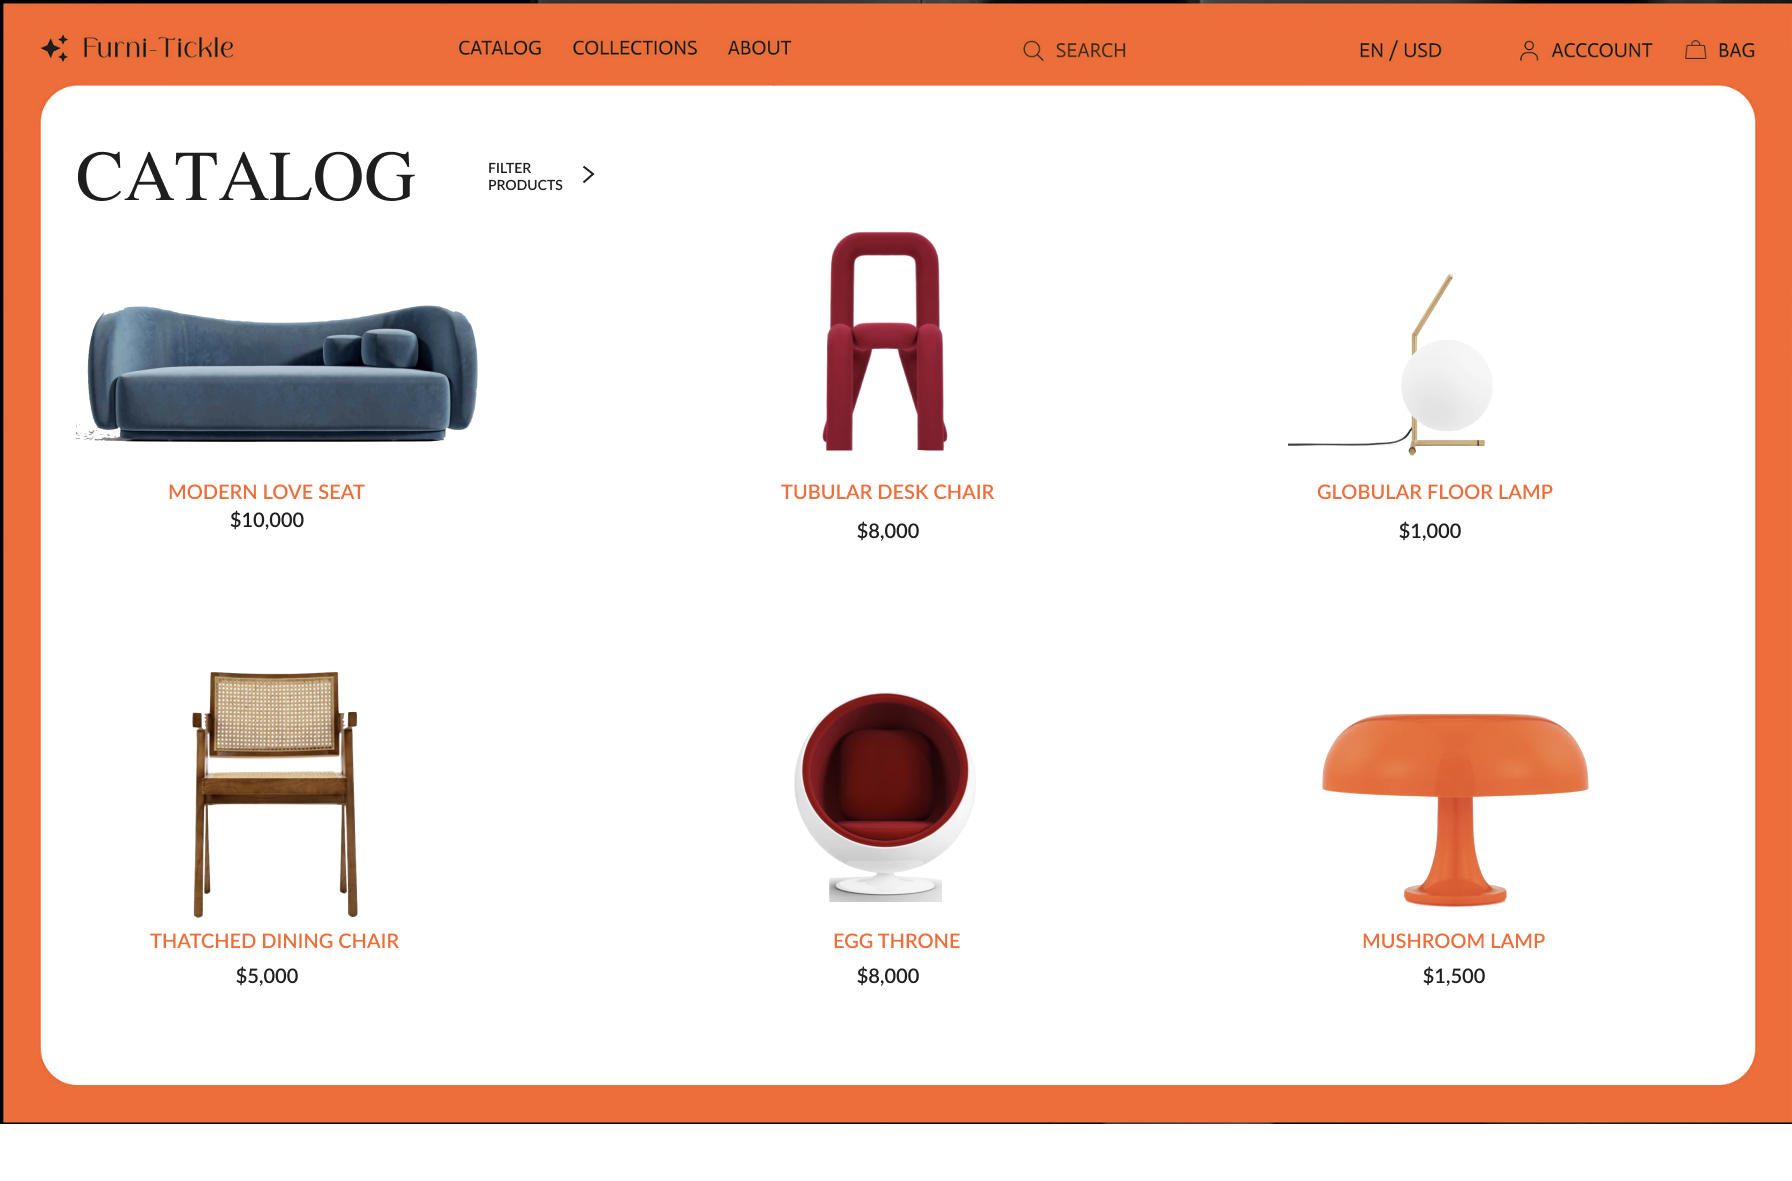 Furni-Tickle
CATALOG COLLECTIONS ABOUT
SEARCH
EN / USD
ACCCOUNT
BAG
CATALOG
FILTER
PRODUCTS
MODERN LOVE SEAT
$10,000
TUBULAR DESK CHAIR
$8,000
GLOBULAR FLOOR LAMP
$1,000
THATCHED DINING CHAIR
$5,000
EGG THRONE
$8,000
MUSHROOM LAMP
$1,500